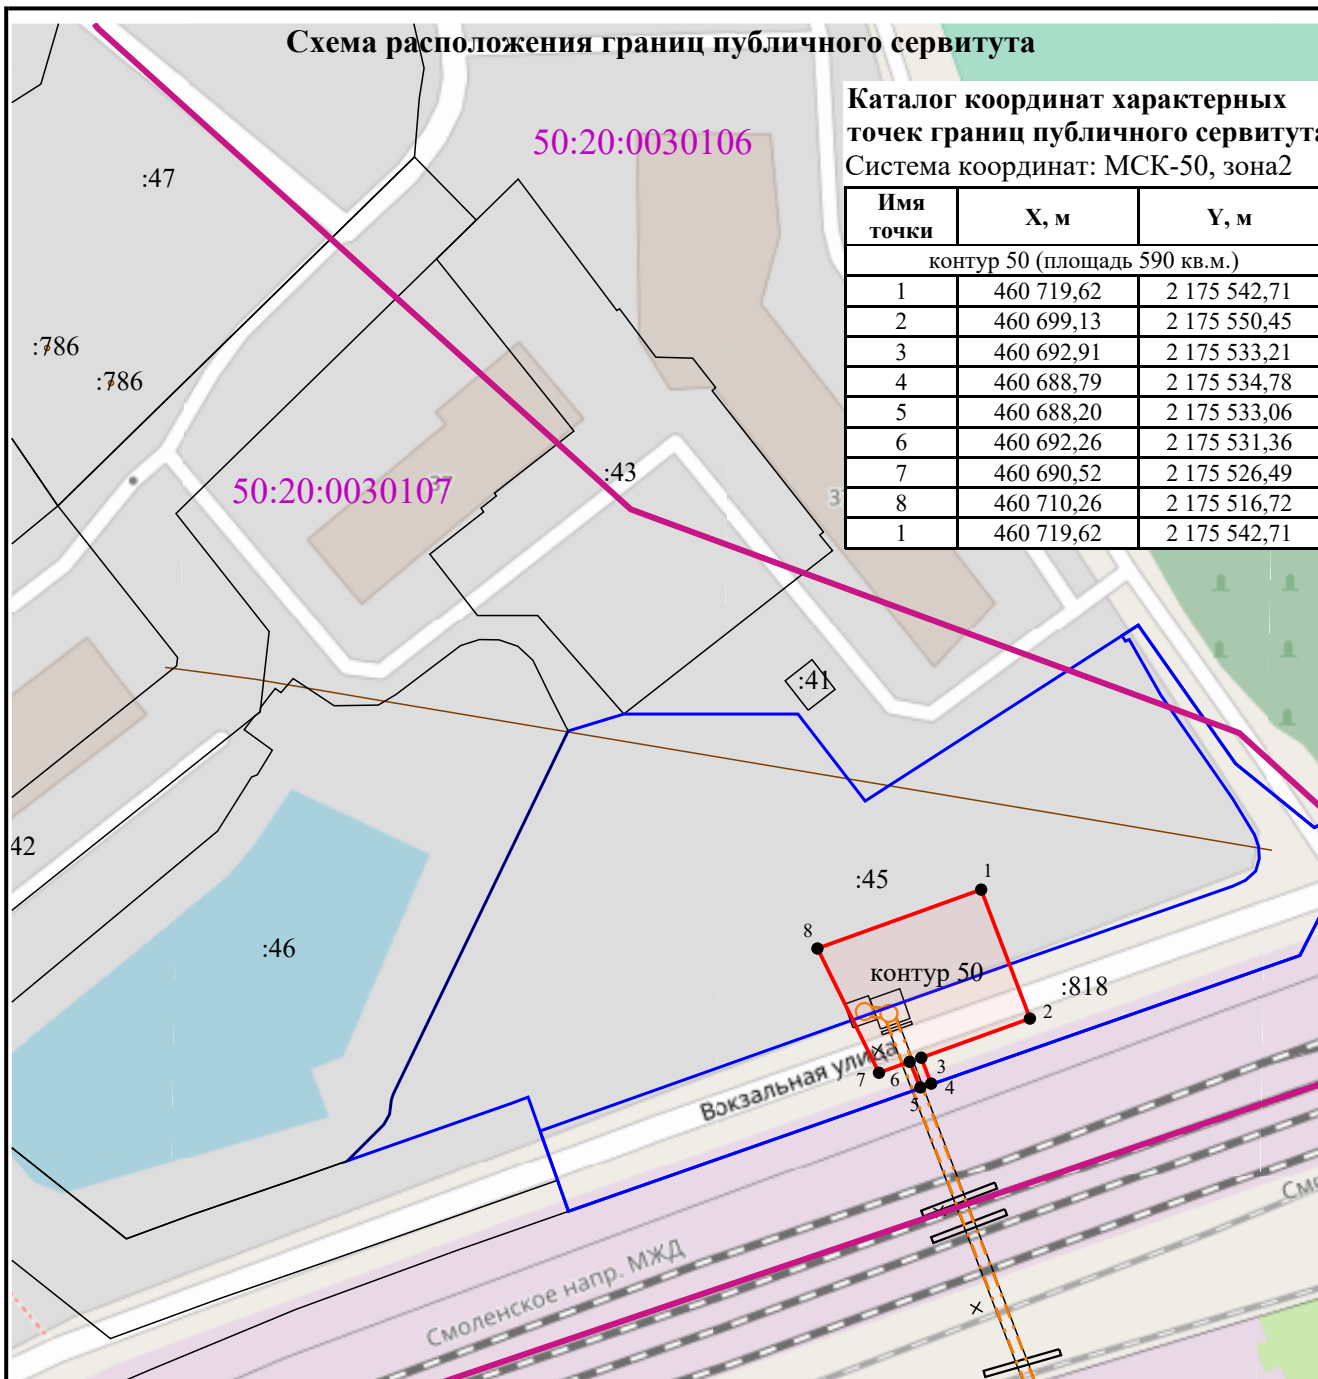 Схема расположения границ публичного сервитута
Каталог координат характерных
точек границ публичного сервитута
Система координат: МСК-50, зона2
Имя точки X, м Y, м
контур 50 (площадь 590 кв.м.)
1 460 719,62 2 175 542,71
2 460 699,13 2 175 550,45
3 460 692,91 2 175 533,21
4 460 688,79 2 175 534,78
5 460 688,20 2 175 533,06
6 460 692,26 2 175 531,36
7 460 690,52 2 175 526,49
8 460 710,26 2 175 516,72
1 460 719,62 2 175 542,71
50:20:0030106
:47
:786
:786
:43
50:20:0030107
37
:41
42
:45
:46
1
8
контур 50
:818
2
3
7
6
4
5
Вокзальная улица
Смоленское напр. МЖД
Смо